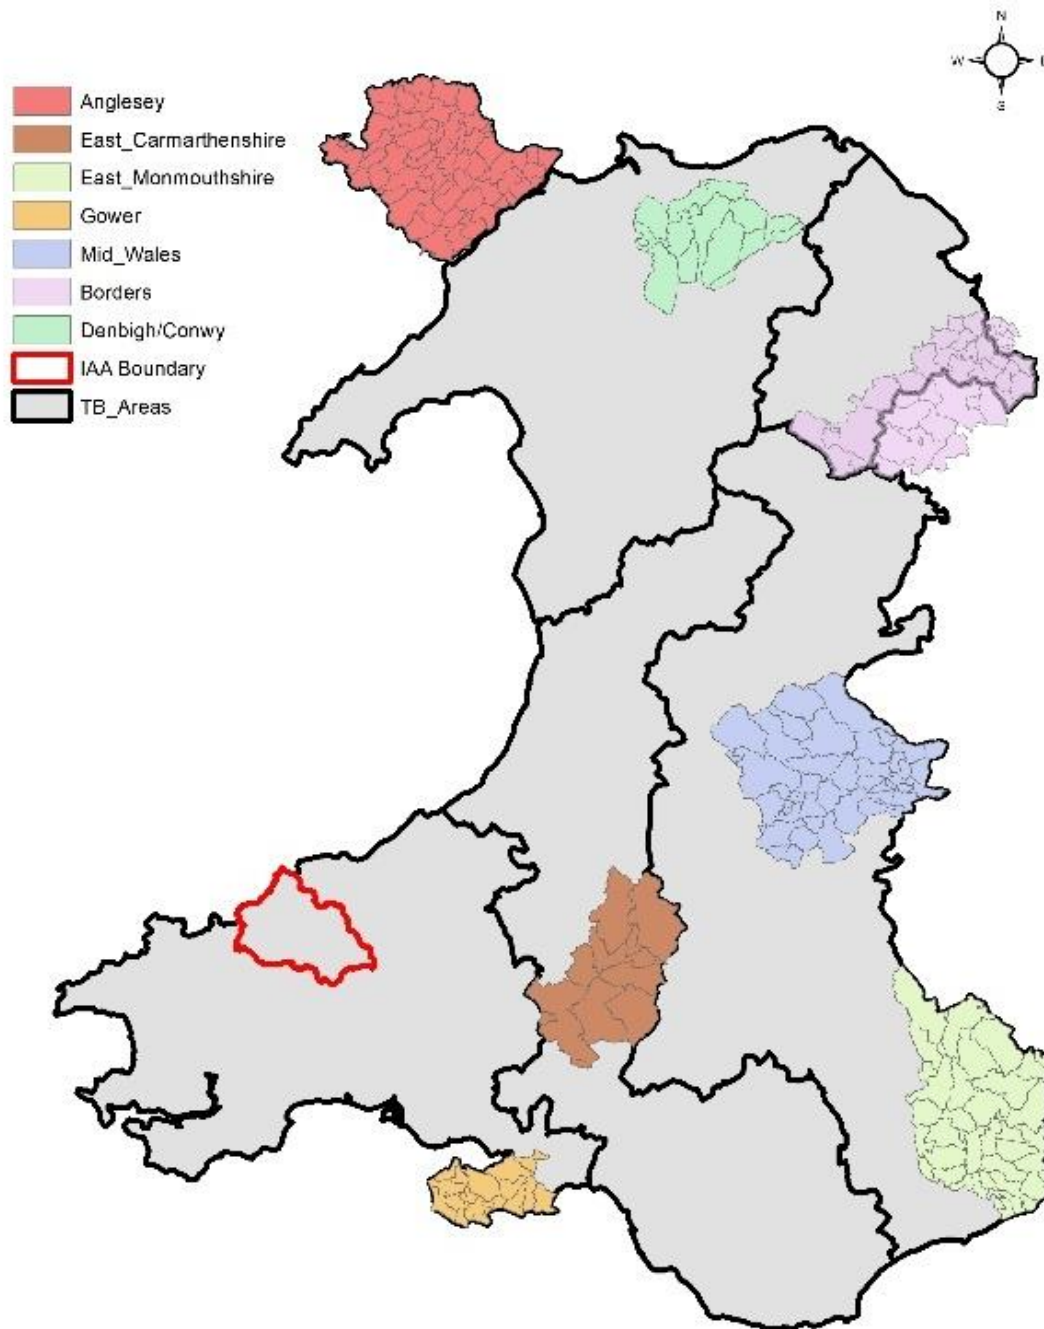 N
W
S
Anglesey
East_Carmarthenshire
East_Monmouthshire
Gower
Mid_Wales
Borders
Denbigh/Conwy
IAA Boundary
TB_Areas